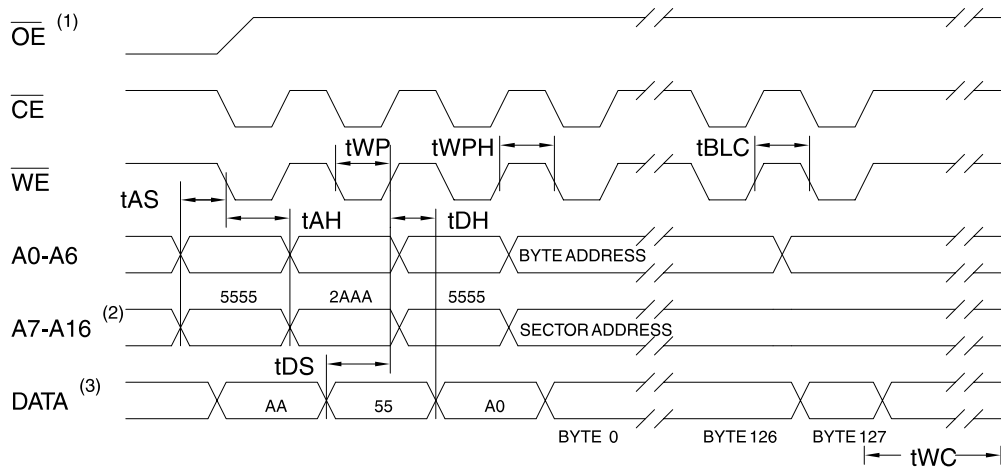 OE (1)
CE
tWP tWPH tBLC
WE
tAS
tAH tDH
A0-A6 BYTE ADDRESS
5555 2AAA 5555
A7-A16 (2) SECTOR ADDRESS
tDS
DATA (3) AA 55 A0
BYTE 0 BYTE 126 BYTE 127
tWC